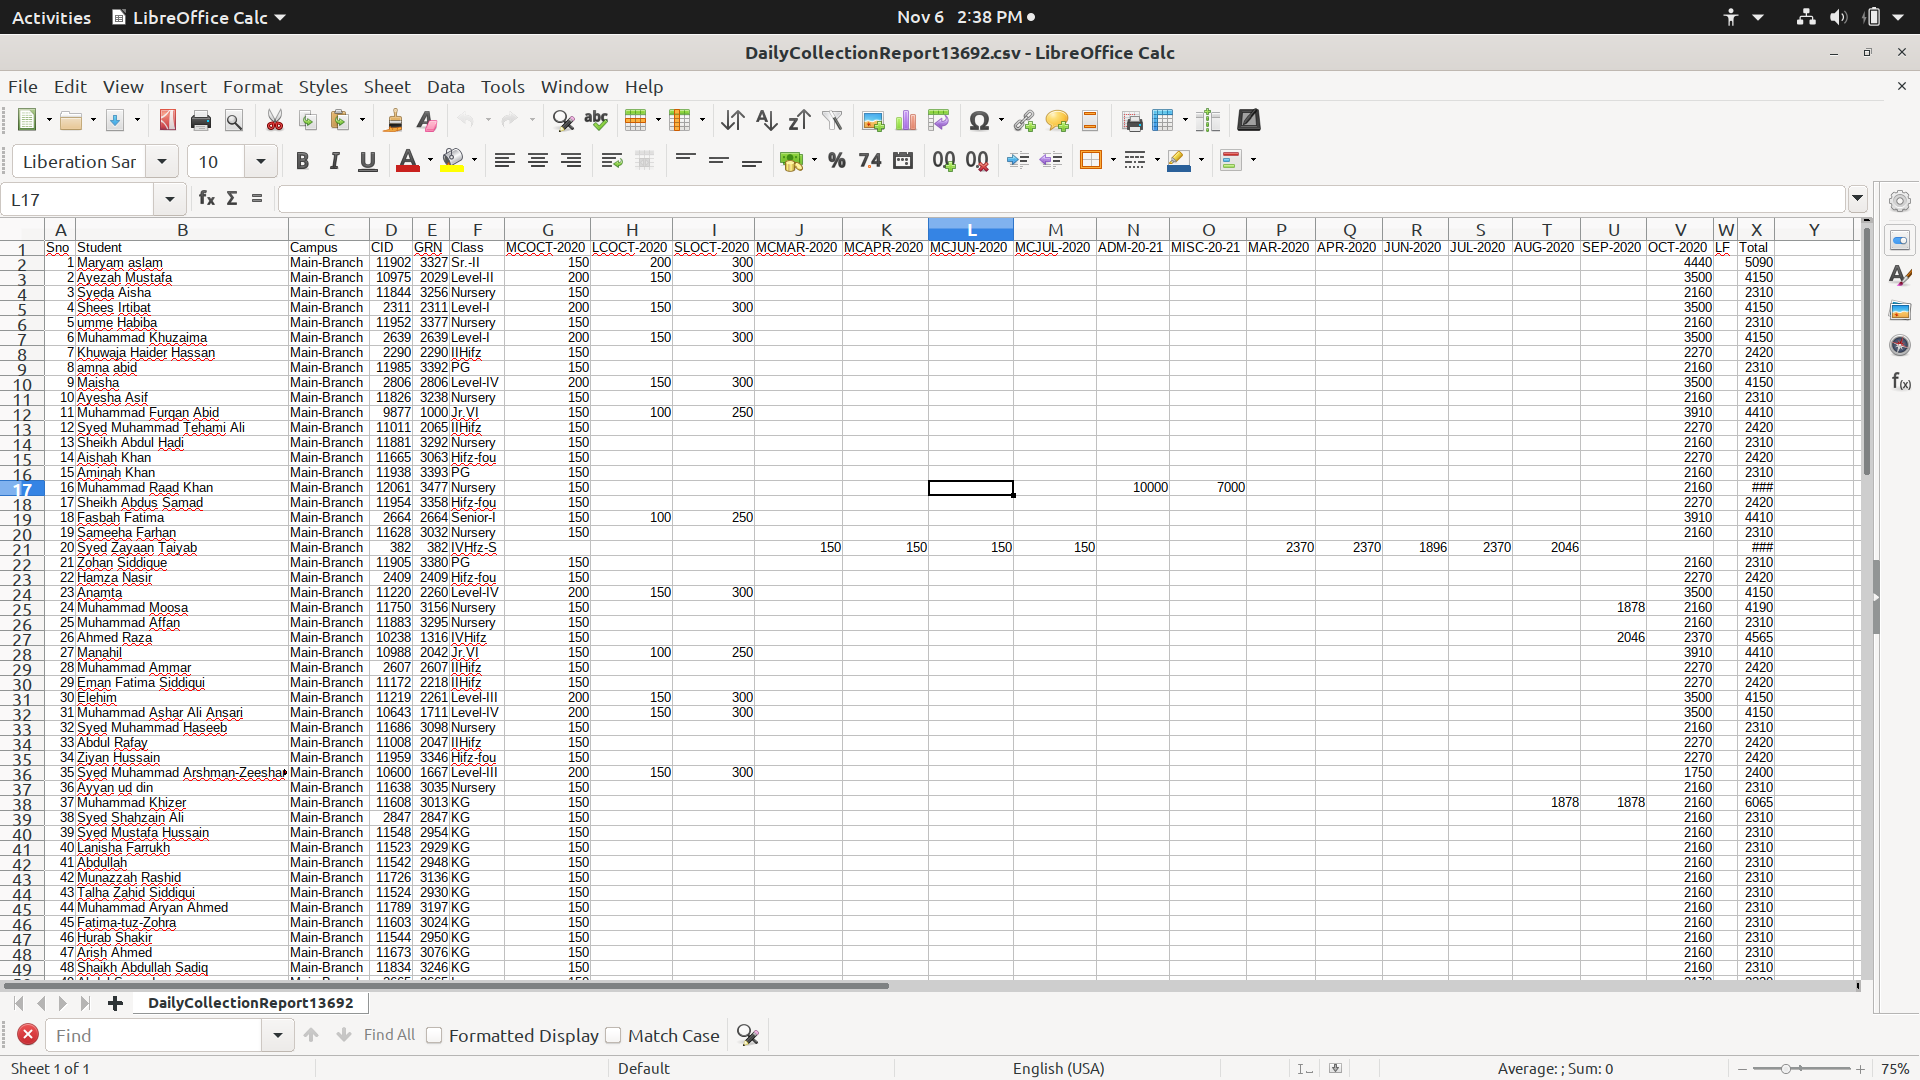 Activities LibreOffice Calc Nov 6 2:38 PM
DailyCollectionReport13692.csv - LibreOffice Calc
File Edit View Insert Format Styles Sheet Data Tools Window Help
Liberation Sar 10
L17
A B C D E F G H I J K L M N O P Q R S T U V W X Y
1 Sno Student Campus CID GRN Class MCOCT-2020 LCOCT-2020 SLOCT-2020 MCMAR-2020 MCAPR-2020 MCJUN-2020 MCJUL-2020 ADM-20-21 MISC-20-21 MAR-2020 APR-2020 JUN-2020 JUL-2020 AUG-2020 SEP-2020 OCT-2020 LF Total
2 1 Maryam aslam Main-Branch 11902 3327 Sr.-II 150 200 300 4440 5090
3 2 Ayezah Mustafa Main-Branch 10975 2029 Level-II 200 150 300 3500 4150
4 3 Syeda Aisha Main-Branch 11844 3256 Nursery 150 2160 2310
5 4 Shees Irtibat Main-Branch 2311 2311 Level-I 200 150 300 3500 4150
6 5 umme Habiba Main-Branch 11952 3377 Nursery 150 2160 2310
7 6 Muhammad Khuzaima Main-Branch 2639 2639 Level-I 200 150 300 3500 4150
8 7 Khuwaja Haider Hassan Main-Branch 2290 2290 IIHifz 150 2270 2420
9 8 amna abid Main-Branch 11985 3392 PG 150 2160 2310
10 9 Maisha Main-Branch 2806 2806 Level-IV 200 150 300 3500 4150
11 10 Ayesha Asif Main-Branch 11826 3238 Nursery 150 2160 2310
12 11 Muhammad Furqan Abid Main-Branch 9877 1000 Jr.VI 150 100 250 3910 4410
13 12 Syed Muhammad Tehami Ali Main-Branch 11011 2065 IIHifz 150 2270 2420
14 13 Sheikh Abdul Hadi Main-Branch 11881 3292 Nursery 150 2160 2310
15 14 Aishah Khan Main-Branch 11665 3063 Hifz-fou 150 2270 2420
16 15 Aminah Khan Main-Branch 11938 3393 PG 150 2160 2310
17 16 Muhammad Raad Khan Main-Branch 12061 3477 Nursery 150 10000 7000 2160 ###
18 17 Sheikh Abdus Samad Main-Branch 11954 3358 Hifz-fou 150 2270 2420
19 18 Fasbah Fatima Main-Branch 2664 2664 Senior-I 150 100 250 3910 4410
20 19 Sameeha Farhan Main-Branch 11628 3032 Nursery 150 2160 2310
21 20 Syed Zayaan Taiyab Main-Branch 382 382 IVHfz-S 150 150 150 150 2370 2370 1896 2370 2046 ###
22 21 Zohan Siddique Main-Branch 11905 3380 PG 150 2160 2310
23 22 Hamza Nasir Main-Branch 2409 2409 Hifz-fou 150 2270 2420
24 23 Anamta Main-Branch 11220 2260 Level-IV 200 150 300 3500 4150
25 24 Muhammad Moosa Main-Branch 11750 3156 Nursery 150 1878 2160 4190
26 25 Muhammad Affan Main-Branch 11883 3295 Nursery 150 2160 2310
27 26 Ahmed Raza Main-Branch 10238 1316 IVHifz 150 2046 2370 4565
28 27 Manahil Main-Branch 10988 2042 Jr.VI 150 100 250 3910 4410
29 28 Muhammad Ammar Main-Branch 2607 2607 IIHifz 150 2270 2420
30 29 Eman Fatima Siddiqui Main-Branch 11172 2218 IIHifz 150 2270 2420
31 30 Elehim Main-Branch 11219 2261 Level-III 200 150 300 3500 4150
32 31 Muhammad Ashar Ali Ansari Main-Branch 10643 1711 Level-IV 200 150 300 3500 4150
33 32 Syed Muhammad Haseeb Main-Branch 11686 3098 Nursery 150 2160 2310
34 33 Abdul Rafay Main-Branch 11008 2047 IIHifz 150 2270 2420
35 34 Ziyan Hussain Main-Branch 11959 3346 Hifz-fou 150 2270 2420
36 35 Syed Muhammad Arshman-Zeesha Main-Branch 10600 1667 Level-III 200 150 300 1750 2400
37 36 Ayyan ud din Main-Branch 11638 3035 Nursery 150 2160 2310
38 37 Muhammad Khizer Main-Branch 11608 3013 KG 150 1878 1878 2160 6065
39 38 Syed Shahzain Ali Main-Branch 2847 2847 KG 150 2160 2310
40 39 Syed Mustafa Hussain Main-Branch 11548 2954 KG 150 2160 2310
41 40 Lanisha Farrukh Main-Branch 11523 2929 KG 150 2160 2310
42 41 Abdullah Main-Branch 11542 2948 KG 150 2160 2310
43 42 Munazzah Rashid Main-Branch 11726 3136 KG 150 2160 2310
44 43 Talha Zahid Siddiqui Main-Branch 11524 2930 KG 150 2160 2310
45 44 Muhammad Aryan Ahmed Main-Branch 11789 3197 KG 150 2160 2310
46 45 Fatima-tuz-Zohra Main-Branch 11603 3024 KG 150 2160 2310
47 46 Hurab Shakir Main-Branch 11544 2950 KG 150 2160 2310
48 47 Arish Ahmed Main-Branch 11673 3076 KG 150 2160 2310
49 48 Shaikh Abdullah Sadiq Main-Branch 11834 3246 KG 150 2160 2310
DailyCollectionReport13692
Find Find All Formatted Display Match Case
Sheet 1 of 1 Default English (USA) Average: ; Sum: 0 75%